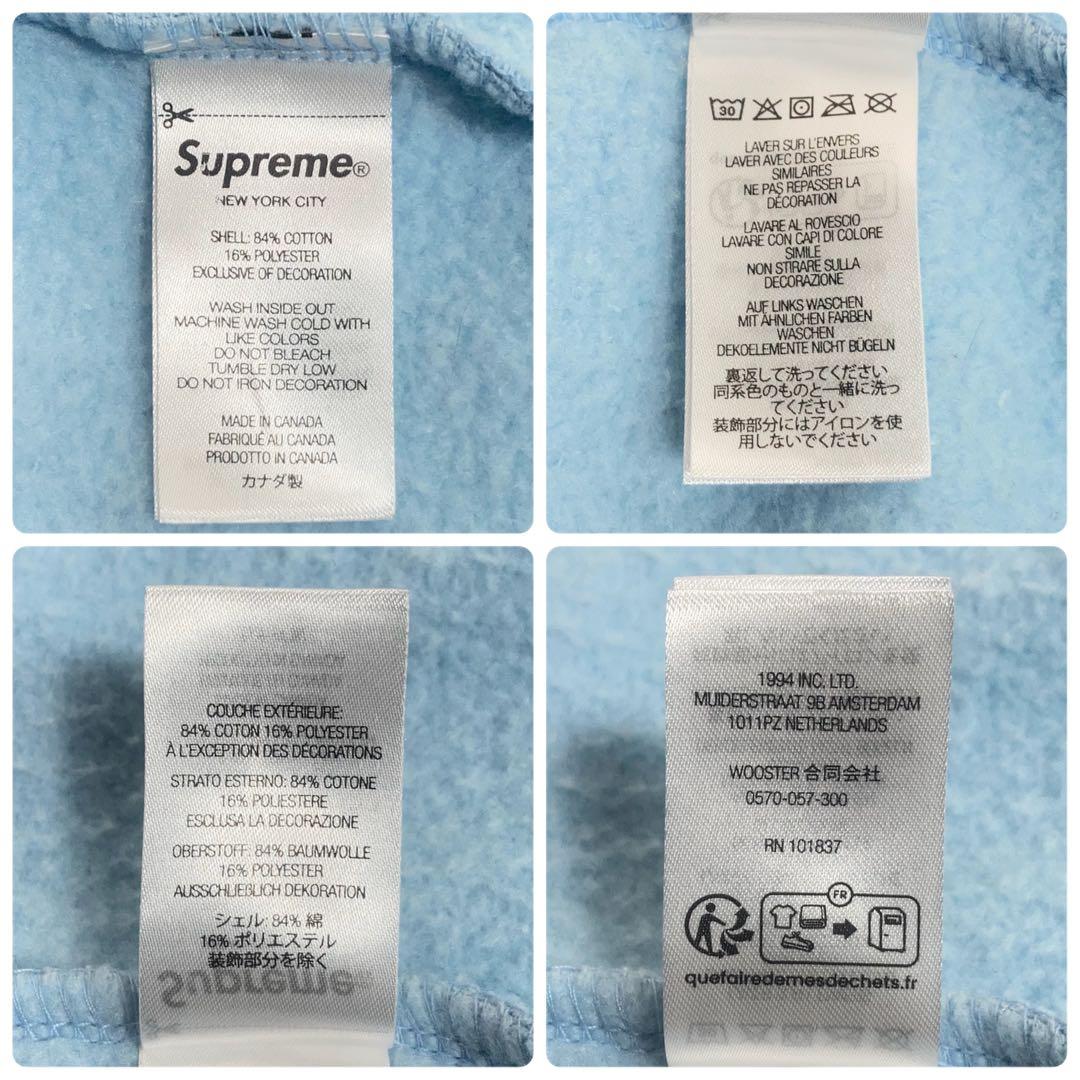 Supreme®
NEW YORK CITY
SHELL: 84% COTTON
16% POLYESTER
EXCLUSIVE OF DECORATION
WASH INSIDE OUT
MACHINE WASH COLD WITH
LIKE COLORS
DO NOT BLEACH
TUMBLE DRY LOW
DO NOT IRON DECORATION
MADE IN CANADA
FABRIQUÉ AU CANADA
PRODOTTO IN CANADA
カナダ製
30
LAVER SUR L'ENVERS
LAVER AVEC DES COULEURS
SIMILAIRES
NE PAS REPASSER LA
DÉCORATION
LAVARE AL ROVESCIO
LAVARE CON CAPI DI COLORE
SIMILE
NON STIRARE SULLA
DECORAZIONE
AUF LINKS WASCHEN
MIT ÄHNLICHEN FARBEN
WASCHEN
DEKOELEMENTE NICHT BÜGELN
裏返して洗ってください
同系色のものと一緒に洗っ
てください
装飾部分にはアイロンを使
用しないでください
COUCHE EXTÉRIEURE:
84% COTON 16% POLYESTER
À L'EXCEPTION DES DÉCORATIONS
STRATO ESTERNO: 84% COTONE
16% POLIESTERE
ESCLUSA LA DECORAZIONE
OBERSTOFF: 84% BAUMWOLLE
16% POLYESTER
AUSSCHLIEßLICH DEKORATION
シェル: 84% 綿
16% ポリエステル
装飾部分を除く
1994 INC. LTD.
MUIDERSTRAAT 9B AMSTERDAM
1011PZ NETHERLANDS
WOOSTER 合同会社
0570-057-300
RN 101837
FR
quefairedemesdechets.fr